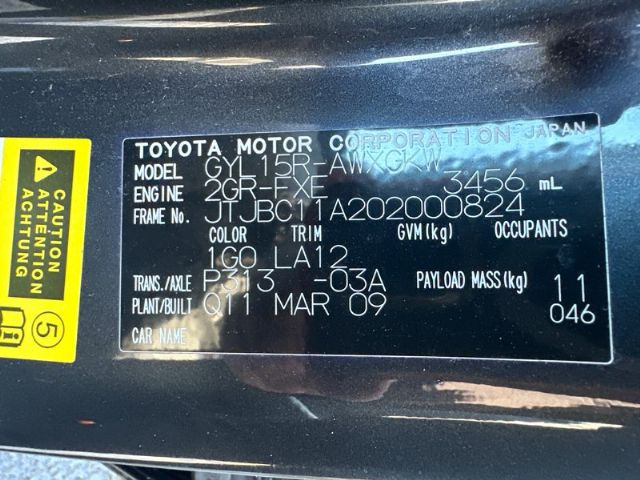 TOYOTA MOTOR CORPORATION JAPAN
MODEL GYL15R-AWXGKW
ENGINE 2GR-FXE 3456 mL
FRAME No. JTJBC11A202000824
COLOR TRIM GVM(kg) OCCUPANTS
1G0 LA12
TRANS./AXLE P313 -03A PAYLOAD MASS(kg) 11
PLANT/BUILT Q11 MAR 09 046
CAR NAME
ATTENTION
ACHTUNG
5